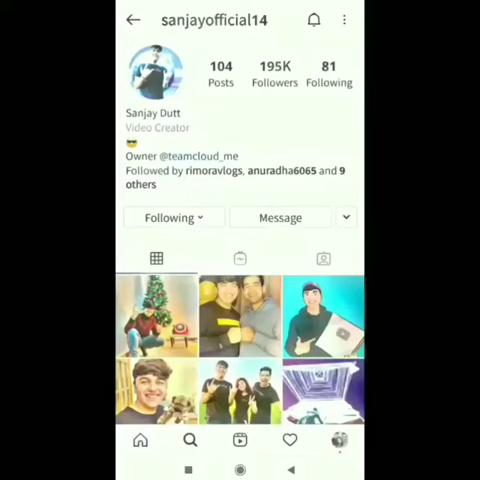 sanjayofficial14
104 195K 81
Posts Followers Following
Sanjay Dutt
Video Creator
Owner @teamcloud_me
Followed by rimoravlogs, anuradha6065 and 9
others
Following Message